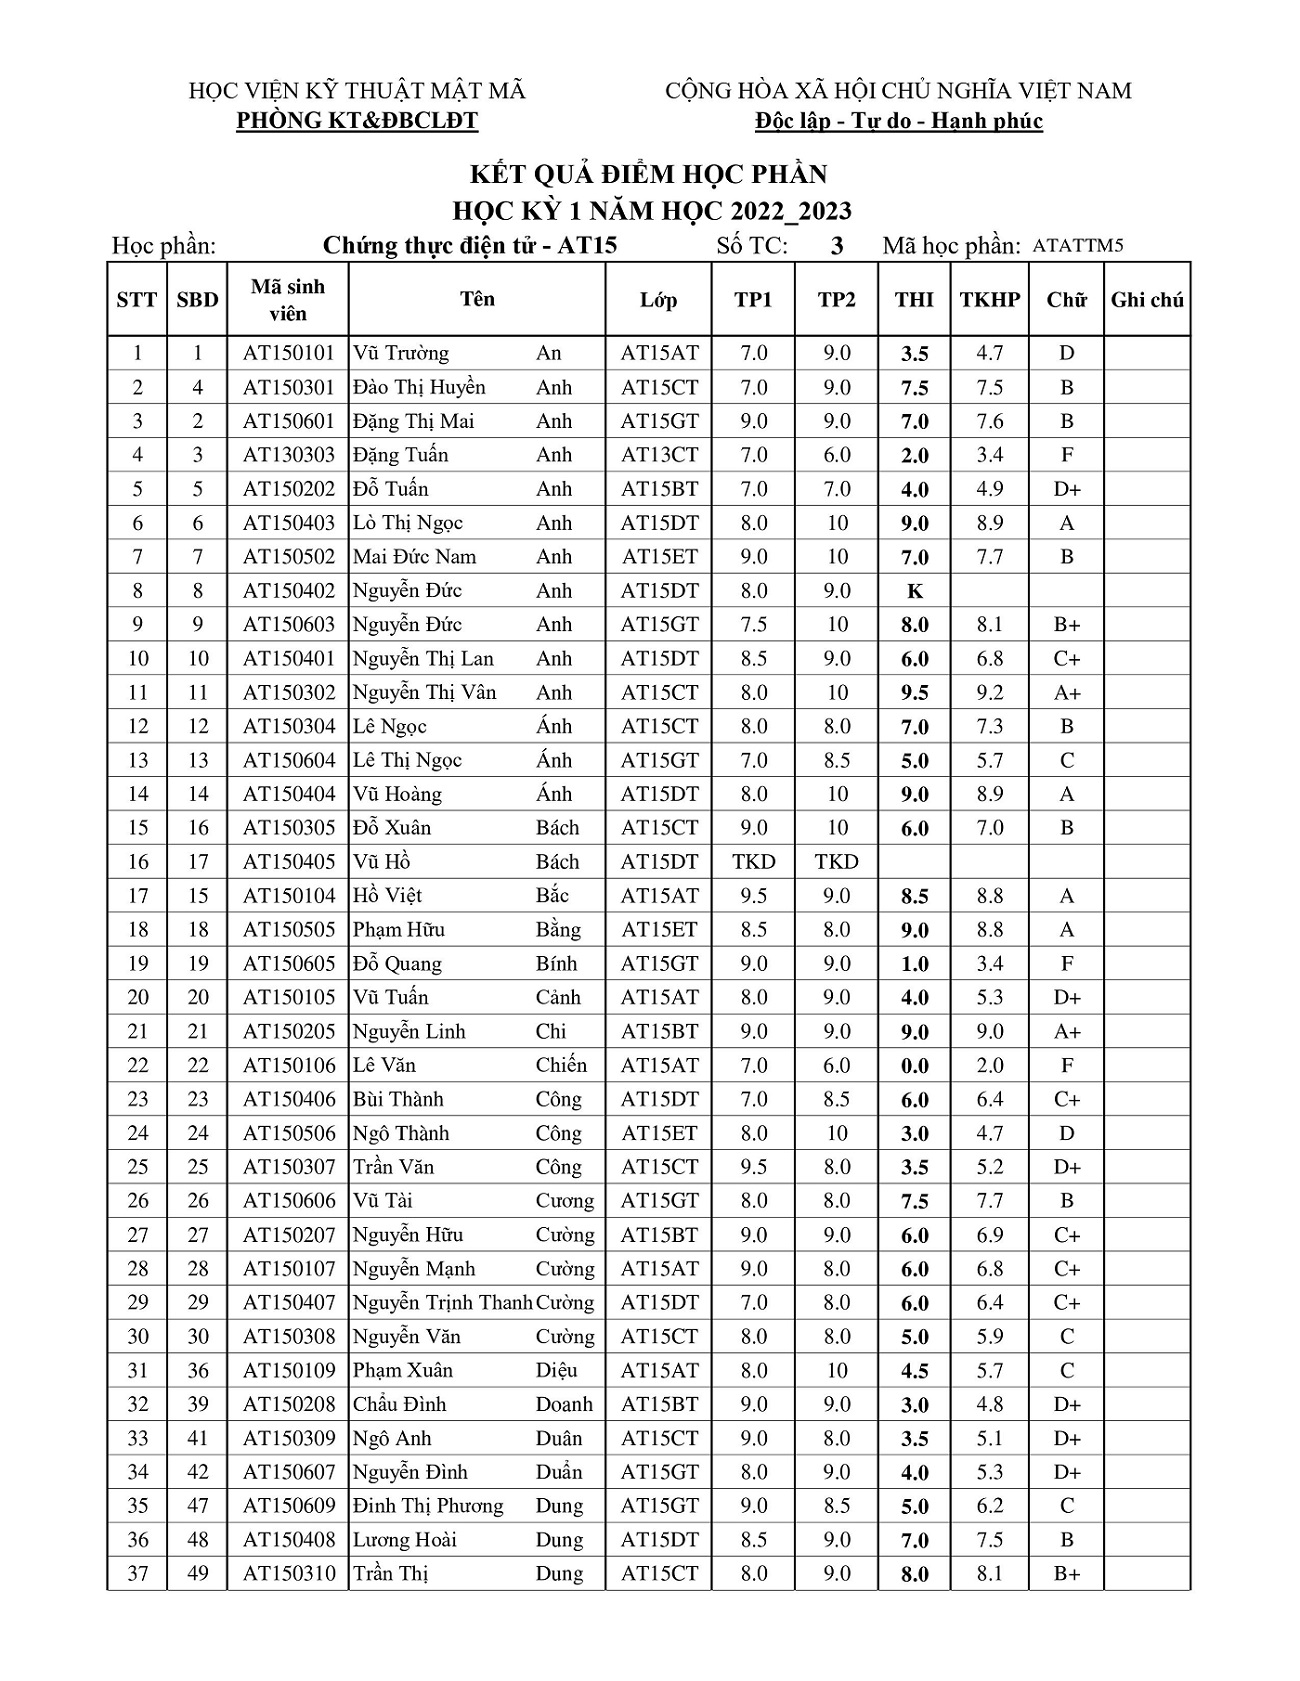 HỌC VIỆN KỸ THUẬT MẬT MÃ CỘNG HÒA XÃ HỘI CHỦ NGHĨA VIỆT NAM
PHÒNG KT&ĐBCLĐT Độc lập - Tự do - Hạnh phúc
KẾT QUẢ ĐIỂM HỌC PHẦN
HỌC KỲ 1 NĂM HỌC 2022_2023
Học phần: Chứng thực điện tử - AT15 Số TC: 3 Mã học phần: ATATTM5
STT SBD Mã sinh viên Tên Lớp TP1 TP2 THI TKHP Chữ Ghi chú
1 1 AT150101 Vũ Trường An AT15AT 7.0 9.0 3.5 4.7 D
2 4 AT150301 Đào Thị Huyền Anh AT15CT 7.0 9.0 7.5 7.5 B
3 2 AT150601 Đặng Thị Mai Anh AT15GT 9.0 9.0 7.0 7.6 B
4 3 AT130303 Đặng Tuấn Anh AT13CT 7.0 6.0 2.0 3.4 F
5 5 AT150202 Đỗ Tuấn Anh AT15BT 7.0 7.0 4.0 4.9 D+
6 6 AT150403 Lò Thị Ngọc Anh AT15DT 8.0 10 9.0 8.9 A
7 7 AT150502 Mai Đức Nam Anh AT15ET 9.0 10 7.0 7.7 B
8 8 AT150402 Nguyễn Đức Anh AT15DT 8.0 9.0 K
9 9 AT150603 Nguyễn Đức Anh AT15GT 7.5 10 8.0 8.1 B+
10 10 AT150401 Nguyễn Thị Lan Anh AT15DT 8.5 9.0 6.0 6.8 C+
11 11 AT150302 Nguyễn Thị Vân Anh AT15CT 8.0 10 9.5 9.2 A+
12 12 AT150304 Lê Ngọc Ánh AT15CT 8.0 8.0 7.0 7.3 B
13 13 AT150604 Lê Thị Ngọc Ánh AT15GT 7.0 8.5 5.0 5.7 C
14 14 AT150404 Vũ Hoàng Ánh AT15DT 8.0 10 9.0 8.9 A
15 16 AT150305 Đỗ Xuân Bách AT15CT 9.0 10 6.0 7.0 B
16 17 AT150405 Vũ Hồ Bách AT15DT TKD TKD
17 15 AT150104 Hồ Việt Bắc AT15AT 9.5 9.0 8.5 8.8 A
18 18 AT150505 Phạm Hữu Bằng AT15ET 8.5 8.0 9.0 8.8 A
19 19 AT150605 Đỗ Quang Bính AT15GT 9.0 9.0 1.0 3.4 F
20 20 AT150105 Vũ Tuấn Cảnh AT15AT 8.0 9.0 4.0 5.3 D+
21 21 AT150205 Nguyễn Linh Chi AT15BT 9.0 9.0 9.0 9.0 A+
22 22 AT150106 Lê Văn Chiến AT15AT 7.0 6.0 0.0 2.0 F
23 23 AT150406 Bùi Thành Công AT15DT 7.0 8.5 6.0 6.4 C+
24 24 AT150506 Ngô Thành Công AT15ET 8.0 10 3.0 4.7 D
25 25 AT150307 Trần Văn Công AT15CT 9.5 8.0 3.5 5.2 D+
26 26 AT150606 Vũ Tài Cương AT15GT 8.0 8.0 7.5 7.7 B
27 27 AT150207 Nguyễn Hữu Cường AT15BT 9.0 9.0 6.0 6.9 C+
28 28 AT150107 Nguyễn Mạnh Cường AT15AT 9.0 8.0 6.0 6.8 C+
29 29 AT150407 Nguyễn Trịnh Thanh Cường AT15DT 7.0 8.0 6.0 6.4 C+
30 30 AT150308 Nguyễn Văn Cường AT15CT 8.0 8.0 5.0 5.9 C
31 36 AT150109 Phạm Xuân Diệu AT15AT 8.0 10 4.5 5.7 C
32 39 AT150208 Chẩu Đình Doanh AT15BT 9.0 9.0 3.0 4.8 D+
33 41 AT150309 Ngô Anh Duân AT15CT 9.0 8.0 3.5 5.1 D+
34 42 AT150607 Nguyễn Đình Duẩn AT15GT 8.0 9.0 4.0 5.3 D+
35 47 AT150609 Đinh Thị Phương Dung AT15GT 9.0 8.5 5.0 6.2 C
36 48 AT150408 Lương Hoài Dung AT15DT 8.5 9.0 7.0 7.5 B
37 49 AT150310 Trần Thị Dung AT15CT 8.0 9.0 8.0 8.1 B+